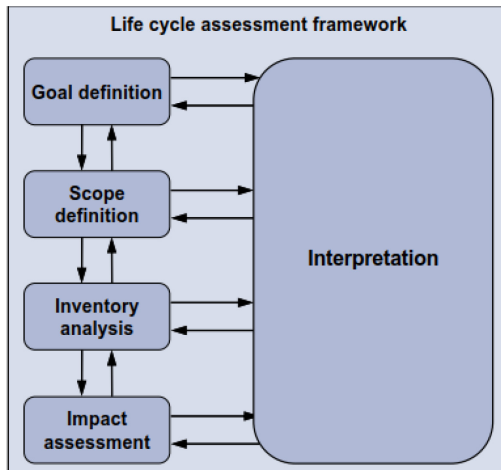 Life cycle assessment framework
Goal definition
Scope
definition
Interpretation
Inventory
analysis
Impact
assessment